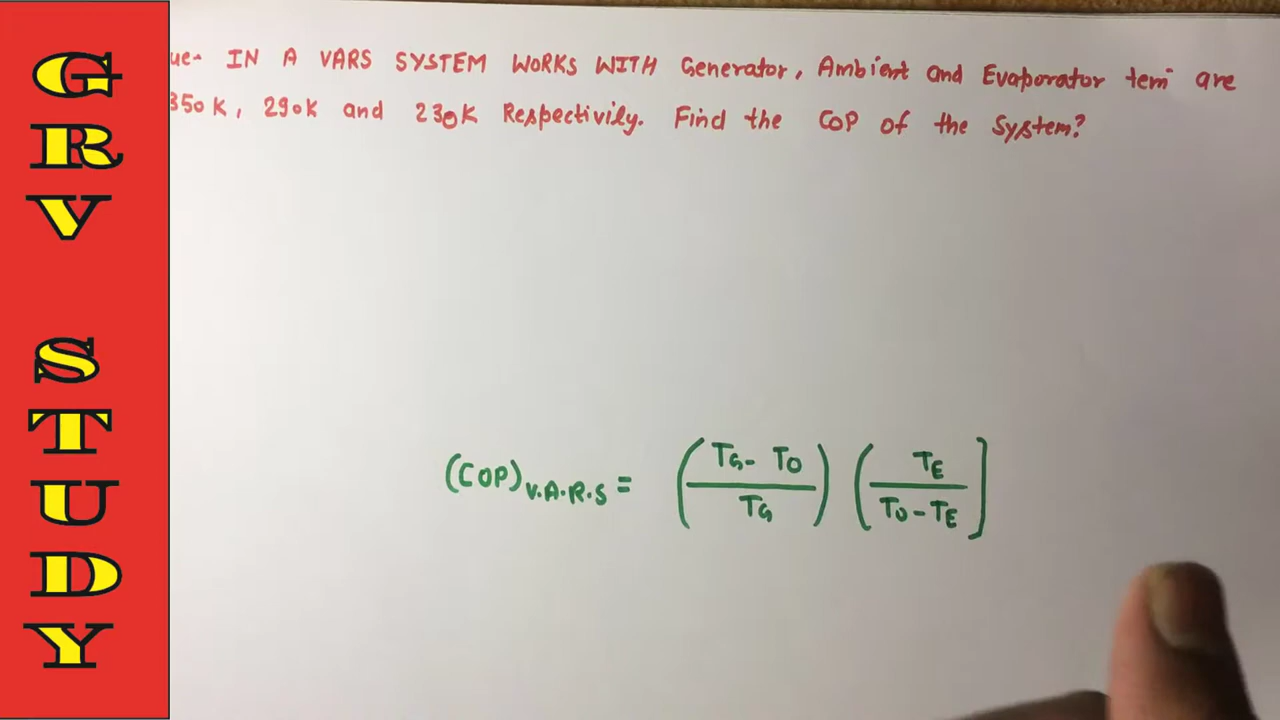 GRV STUDY
ue- IN A VARS SYSTEM WORKS WITH Generator, Ambient and Evaporator tem are
350K, 290K and 230K Respectivily. Find the COP of the System?
(COP)V.A.R.S = (TG - TO / TG) (TE / TO - TE]